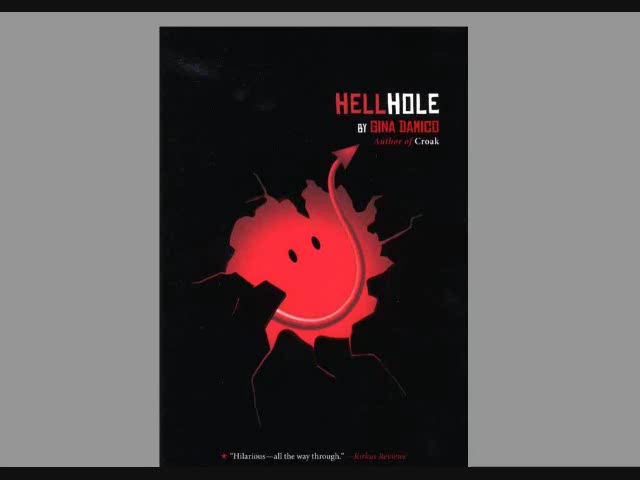 HELLHOLE
BY GINA DAMICO
Author of Croak
★ "Hilarious—all the way through." —Kirkus Reviews